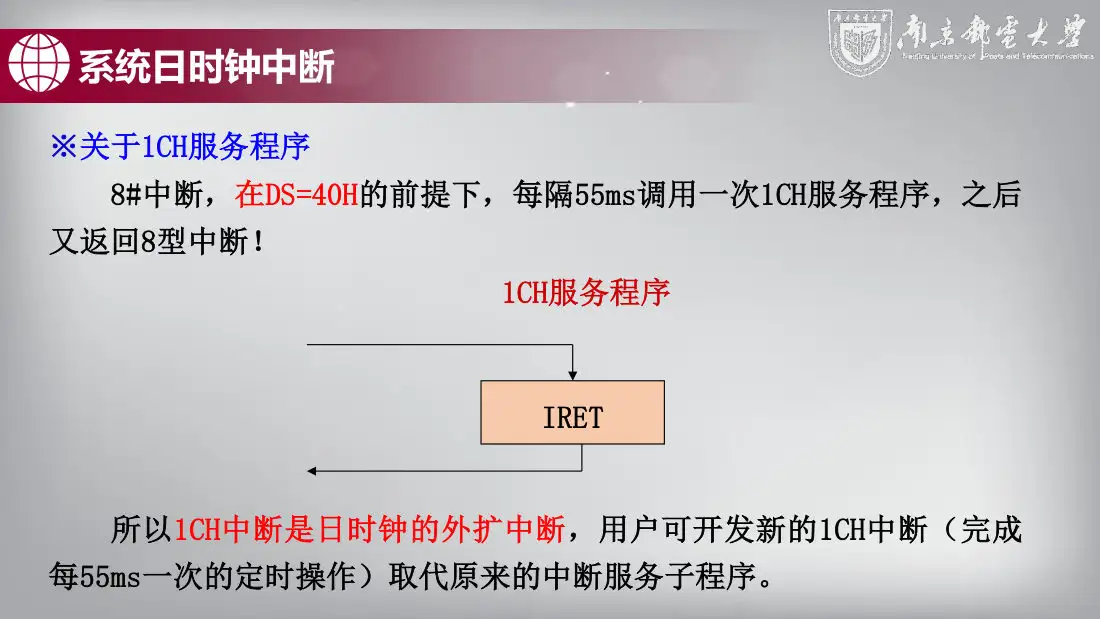 系统日时钟中断
南京邮电大学
Nanjing University of Posts and Telecommunications
※关于1CH服务程序
8#中断，在DS=40H的前提下，每隔55ms调用一次1CH服务程序，之后
又返回8型中断！
1CH服务程序
IRET
所以1CH中断是日时钟的外扩中断，用户可开发新的1CH中断（完成
每55ms一次的定时操作）取代原来的中断服务子程序。